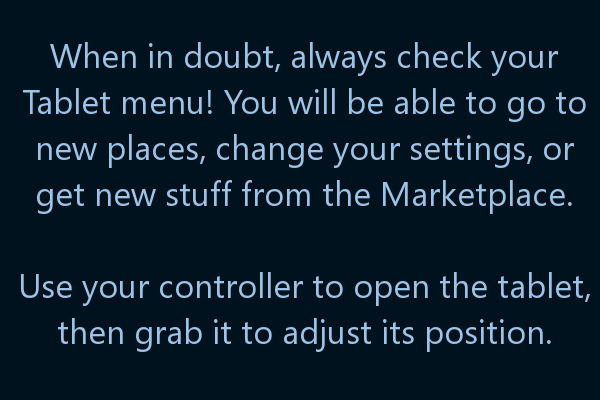 When in doubt, always check your
Tablet menu! You will be able to go to
new places, change your settings, or
get new stuff from the Marketplace.
Use your controller to open the tablet,
then grab it to adjust its position.